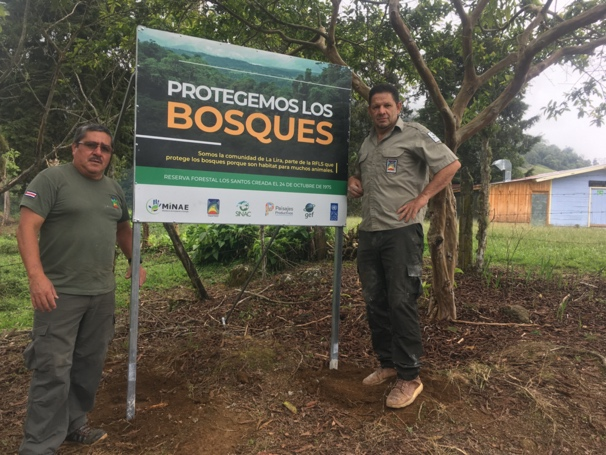 PROTEGEMOS LOS
BOSQUES
Somos la comunidad de La Lira, parte de la RFLS que
protege los bosques porque son hábitat para muchos animales.
RESERVA FORESTAL LOS SANTOS CREADA EL 24 DE OCTUBRE DE 1975
MiNAE
SINAC
Paisajes
Productivos
gef